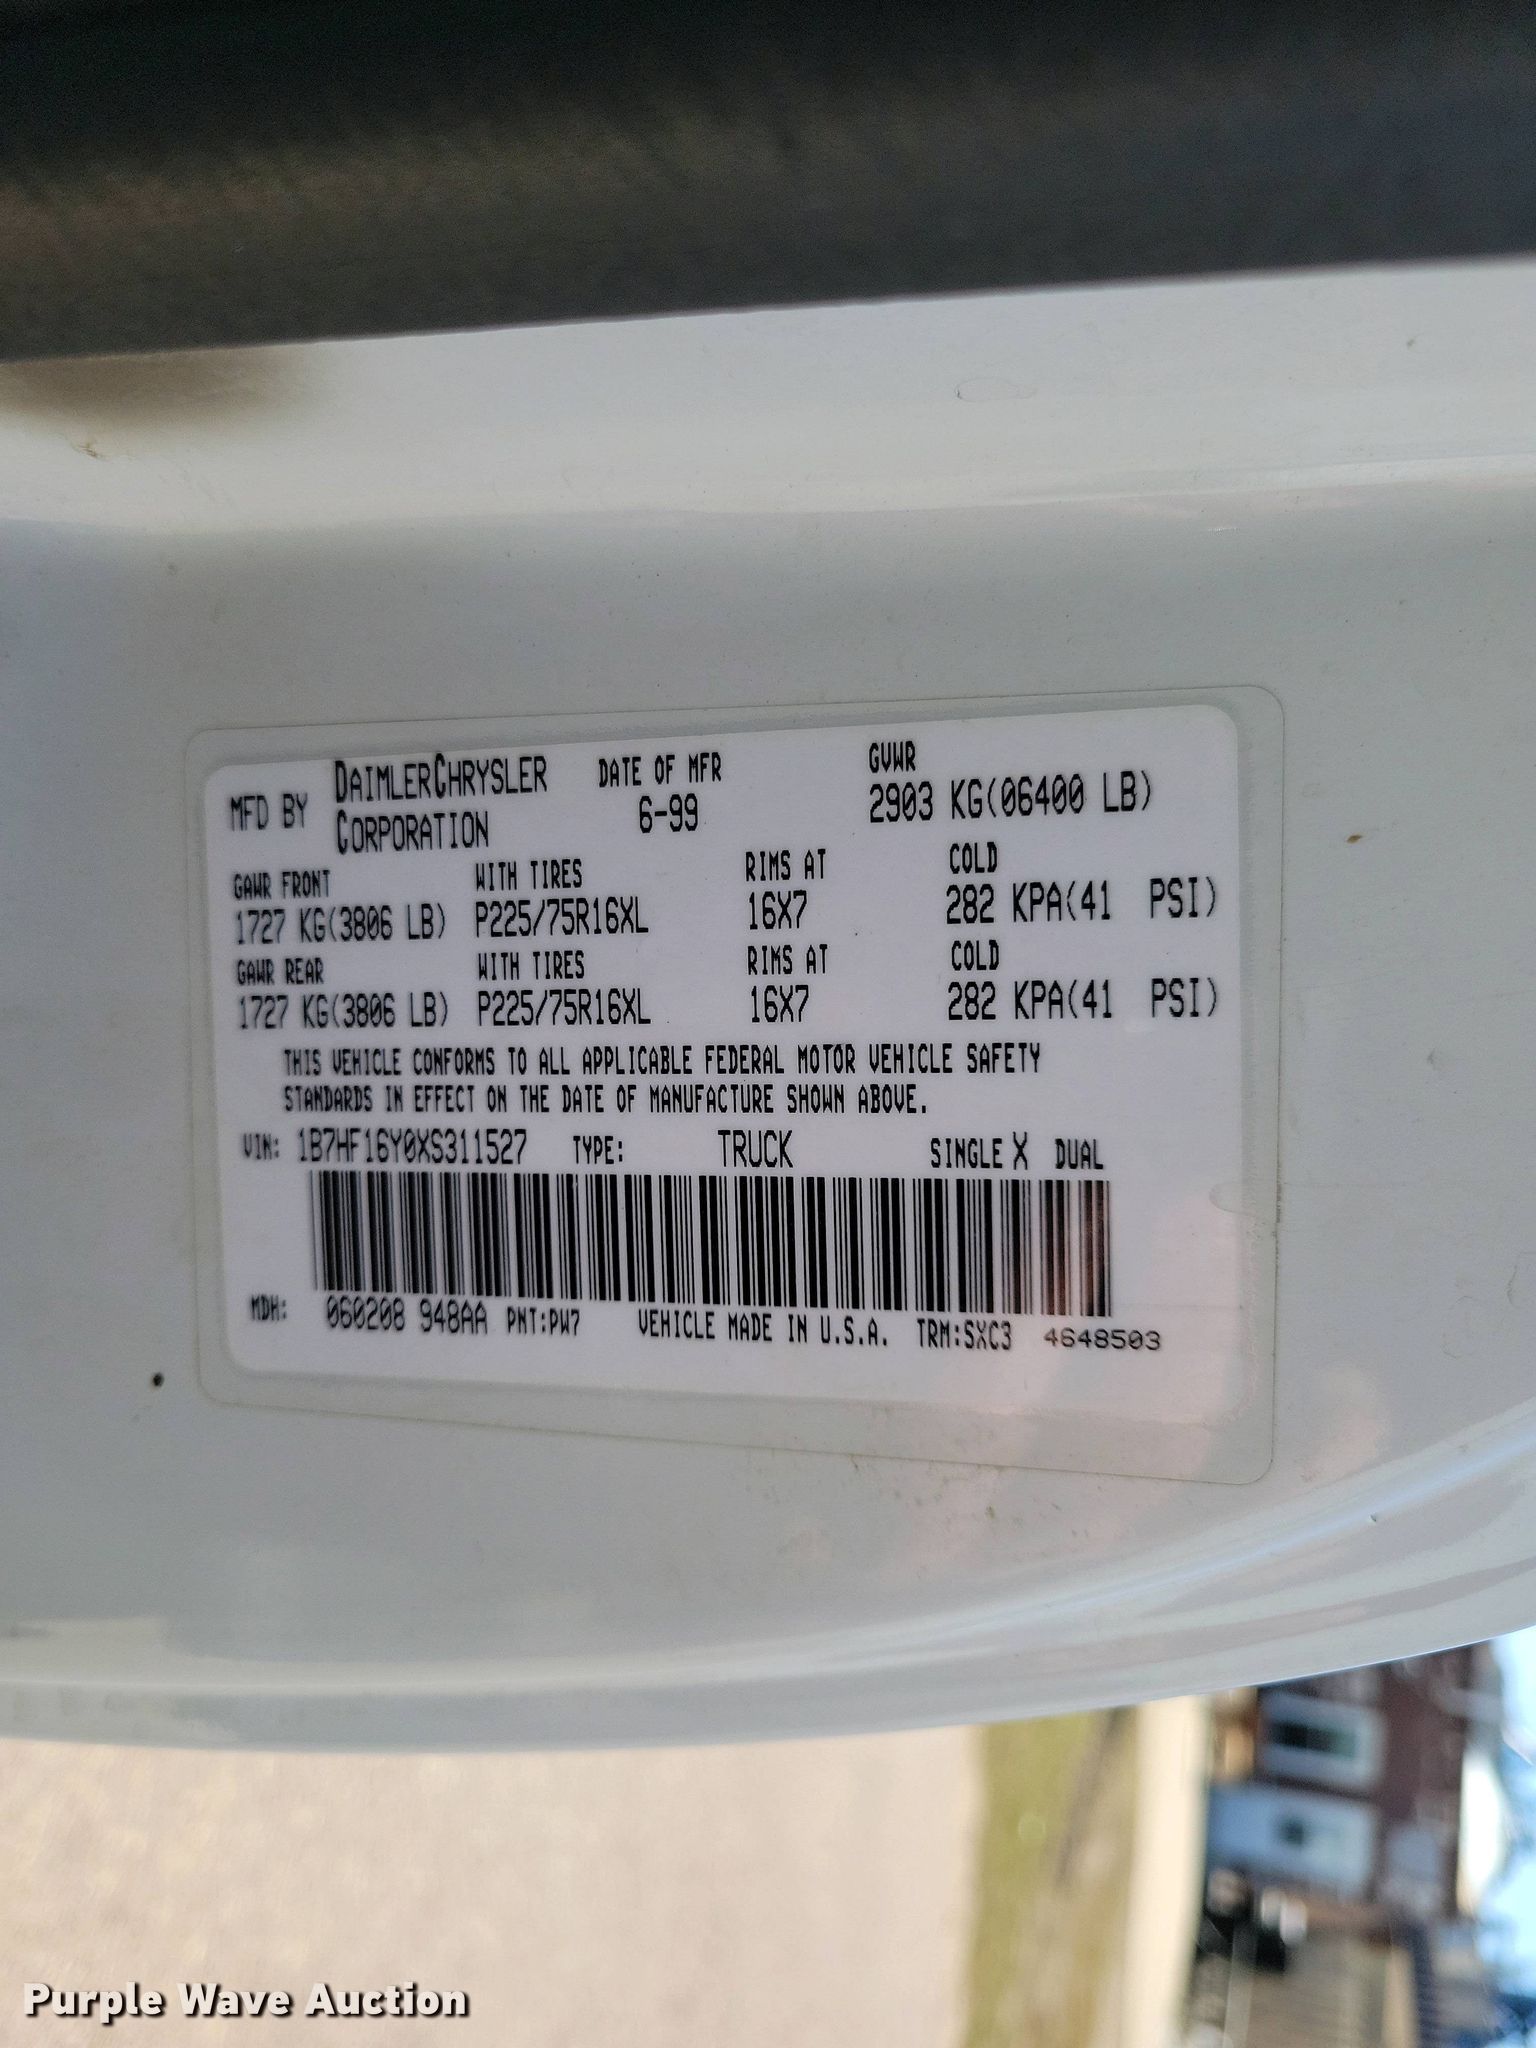 MFD BY DAIMLERCHRYSLER CORPORATION DATE OF MFR 6-99 GVWR 2903 KG(06400 LB)
GAWR FRONT WITH TIRES RIMS AT COLD
1727 KG(3806 LB) P225/75R16XL 16X7 282 KPA(41 PSI)
GAWR REAR WITH TIRES RIMS AT COLD
1727 KG(3806 LB) P225/75R16XL 16X7 282 KPA(41 PSI)
THIS VEHICLE CONFORMS TO ALL APPLICABLE FEDERAL MOTOR VEHICLE SAFETY
STANDARDS IN EFFECT ON THE DATE OF MANUFACTURE SHOWN ABOVE.
VIN: 1B7HF16Y0XS311527 TYPE: TRUCK SINGLE X DUAL
MDH: 060208 948AA PNT:PW7 VEHICLE MADE IN U.S.A. TRM:SXC3 4648503
Purple Wave Auction